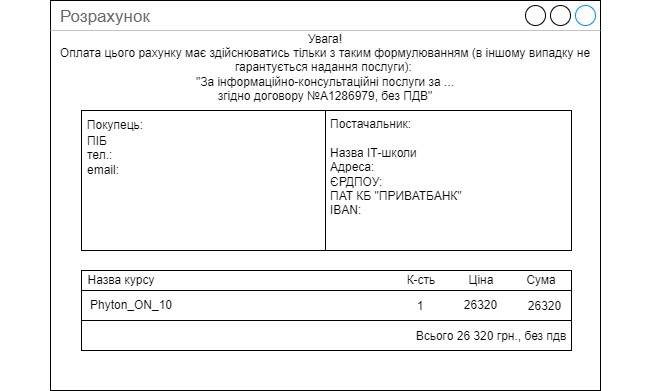 Розрахунок
Увага!
Оплата цього рахунку має здійснюватись тільки з таким формулюванням (в іншому випадку не
гарантується надання послуги):
"За інформаційно-консультаційні послуги за ...
згідно договору №А1286979, без ПДВ"
Покупець:
ПІБ
тел.:
email:
Постачальник:
Назва ІТ-школи
Адреса:
ЄРДПОУ:
ПАТ КБ "ПРИВАТБАНК"
IBAN:
Назва курсу К-сть Ціна Сума
Phyton_ON_10 1 26320 26320
Всього 26 320 грн., без пдв